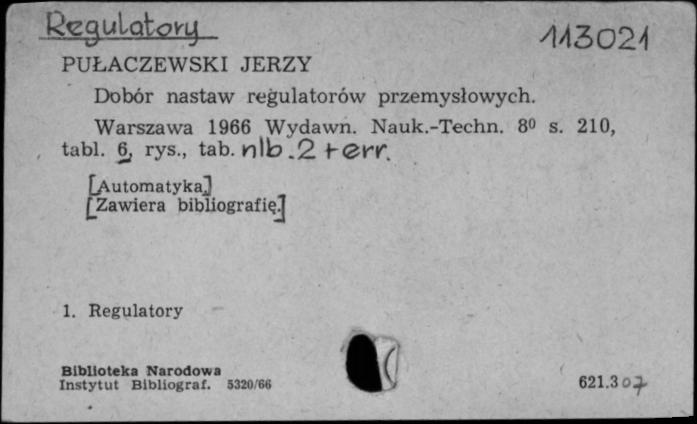 Regulatory
113021
PUŁACZEWSKI JERZY
Dobór nastaw regulatorów przemysłowych.
Warszawa 1966 Wydawn. Nauk.-Techn. 8⁰ s. 210,
tabl. 6, rys., tab. nlb. 2 + err.
[Automatyka]
[Zawiera bibliografię.]
1. Regulatory
Biblioteka Narodowa
Instytut Bibliograf. 5320/66
621.307